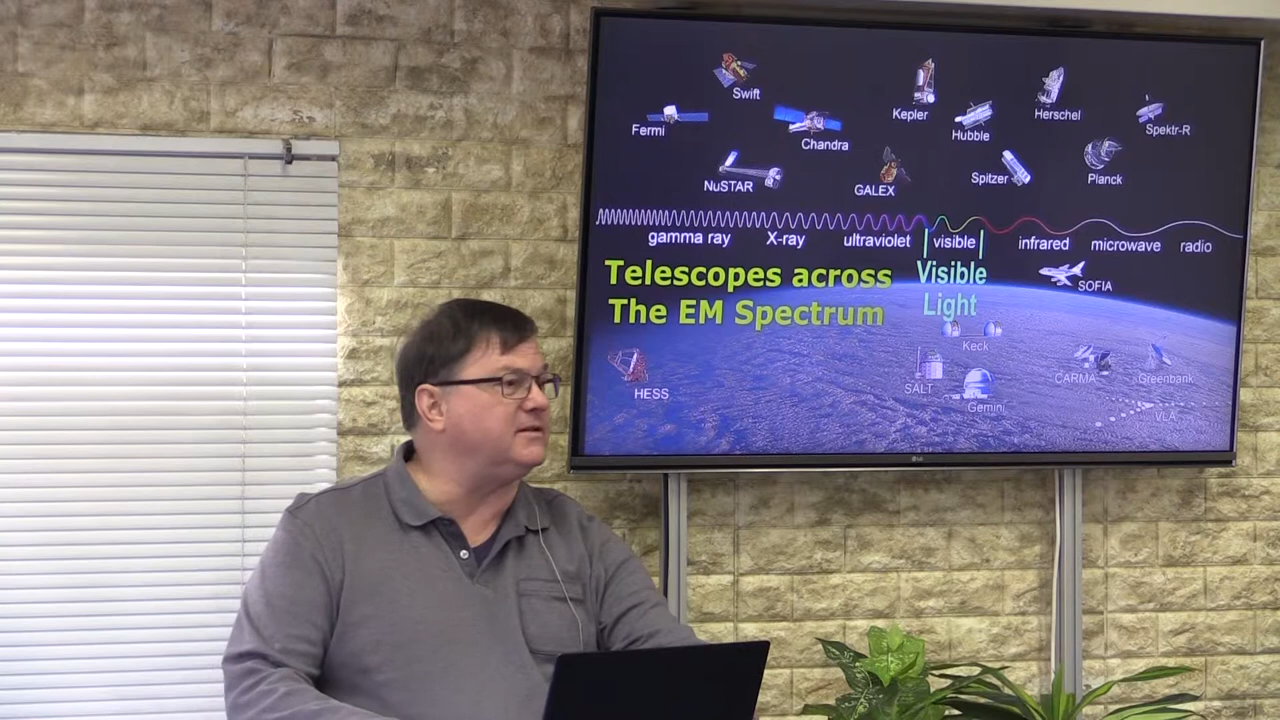 Swift
Kepler
Herschel
Fermi
Chandra
Hubble
Spektr-R
NuSTAR
GALEX
Spitzer
Planck
gamma ray
X-ray
ultraviolet
visible
infrared
microwave
radio
Telescopes across
The EM Spectrum
Visible
Light
SOFIA
Keck
HESS
SALT
Gemini
CARMA
Greenbank
VLA
LG